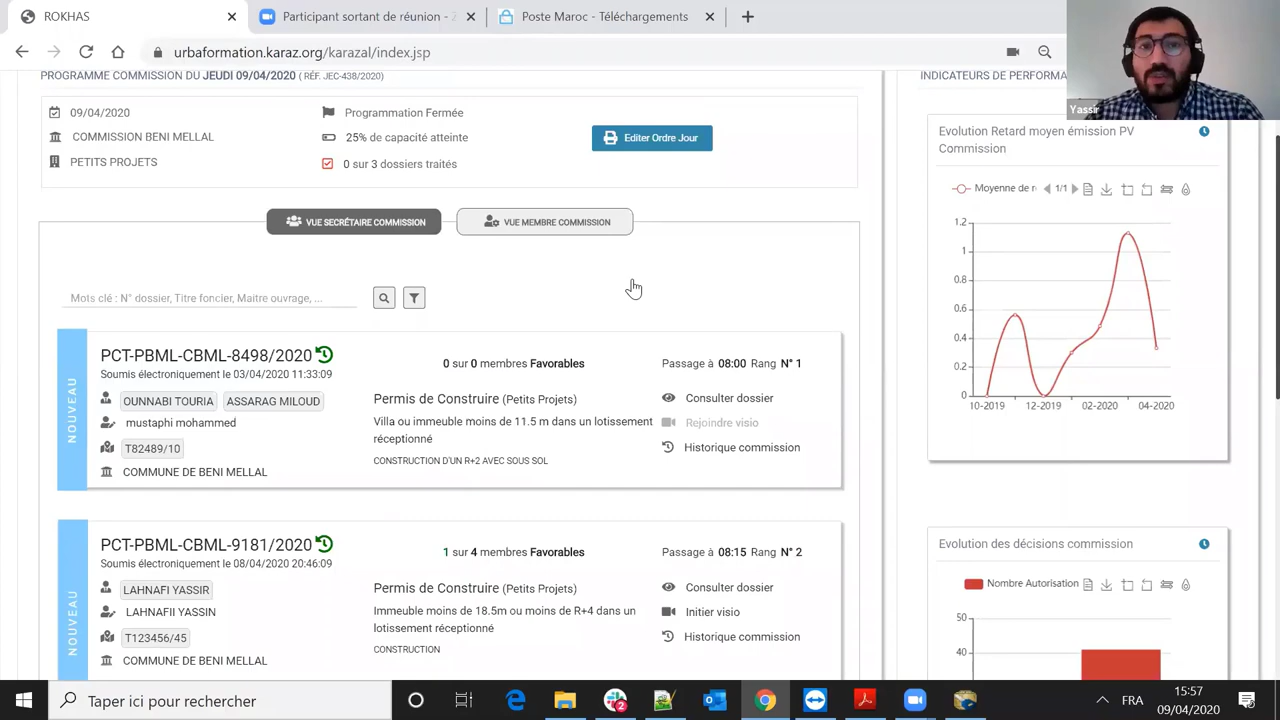 ROKHAS
Participant sortant de réunion - Z
Poste Maroc - Téléchargements
urbaformation.karaz.org/karazal/index.jsp
Yassir
PROGRAMME COMMISSION DU JEUDI 09/04/2020 ( RÉF. JEC-438/2020)
09/04/2020
Programmation Fermée
COMMISSION BENI MELLAL
25% de capacité atteinte
Editer Ordre Jour
PETITS PROJETS
0 sur 3 dossiers traités
VUE SECRÉTAIRE COMMISSION
VUE MEMBRE COMMISSION
Mots clé : N° dossier, Titre foncier, Maitre ouvrage, ...
NOUVEAU
PCT-PBML-CBML-8498/2020
Soumis électroniquement le 03/04/2020 11:33:09
OUNNABI TOURIA
ASSARAG MILOUD
mustaphi mohammed
T82489/10
COMMUNE DE BENI MELLAL
0 sur 0 membres Favorables
Permis de Construire (Petits Projets)
Villa ou immeuble moins de 11.5 m dans un lotissement
réceptionné
CONSTRUCTION D'UN R+2 AVEC SOUS SOL
Passage à 08:00 Rang N° 1
Consulter dossier
Rejoindre visio
Historique commission
NOUVEAU
PCT-PBML-CBML-9181/2020
Soumis électroniquement le 08/04/2020 20:46:09
LAHNAFI YASSIR
LAHNAFII YASSIN
T123456/45
COMMUNE DE BENI MELLAL
1 sur 4 membres Favorables
Permis de Construire (Petits Projets)
Immeuble moins de 18.5m ou moins de R+4 dans un
lotissement réceptionné
CONSTRUCTION
Passage à 08:15 Rang N° 2
Consulter dossier
Initier visio
Historique commission
INDICATEURS DE PERFORMA
Evolution Retard moyen émission PV
Commission
Moyenne de r
1/1
1.2
1
0.8
0.6
0.4
0.2
0
10-2019
12-2019
02-2020
04-2020
Evolution des décisions commission
Nombre Autorisation
50
40
Taper ici pour rechercher
2
FRA
15:57
09/04/2020